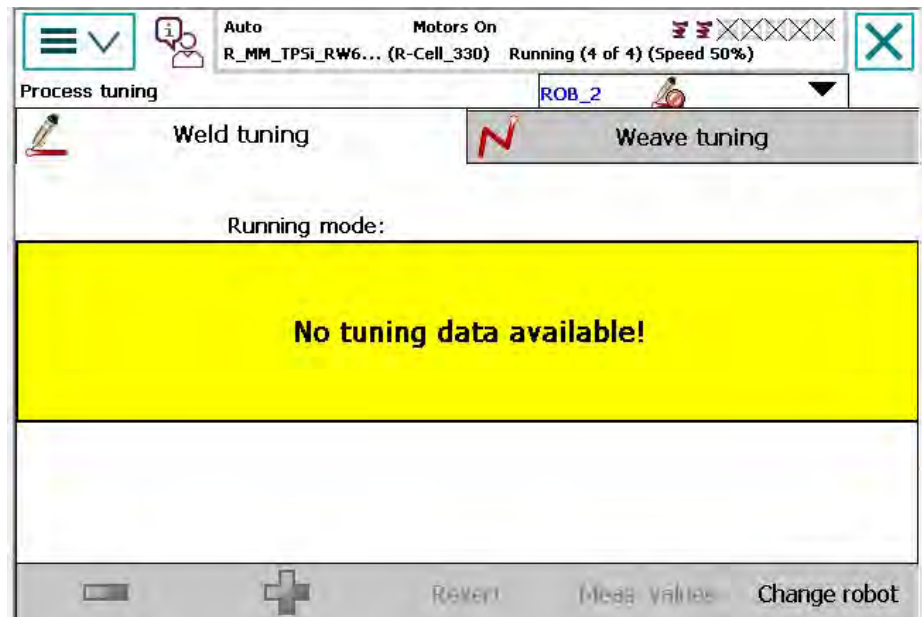 Auto Motors On
R_MM_TPSi_RW6... (R-Cell_330) Running (4 of 4) (Speed 50%)
Process tuning ROB_2
Weld tuning Weave tuning
Running mode:
No tuning data available!
Revert Meas values Change robot